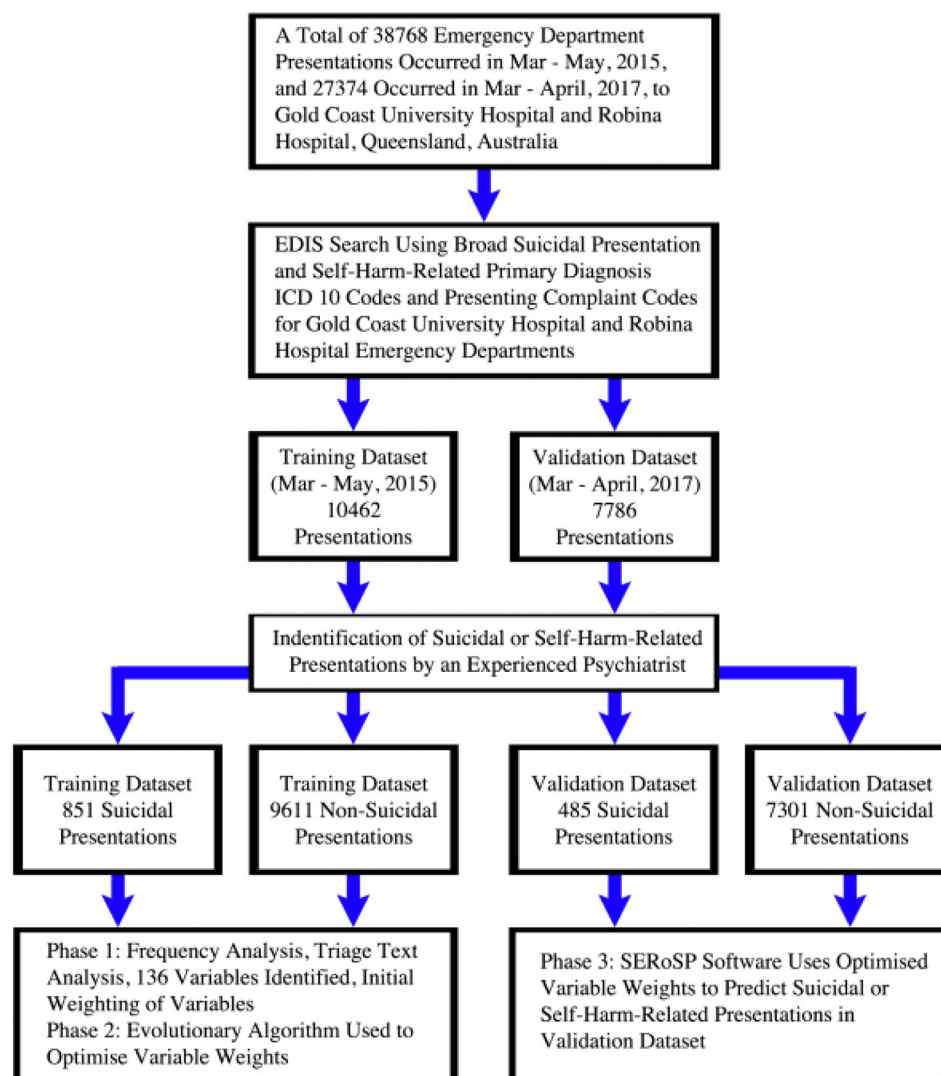 A Total of 38768 Emergency Department
Presentations Occurred in Mar - May, 2015,
and 27374 Occurred in Mar - April, 2017, to
Gold Coast University Hospital and Robina
Hospital, Queensland, Australia
EDIS Search Using Broad Suicidal Presentation
and Self-Harm-Related Primary Diagnosis
ICD 10 Codes and Presenting Complaint Codes
for Gold Coast University Hospital and Robina
Hospital Emergency Departments
Training Dataset
(Mar - May, 2015)
10462
Presentations
Validation Dataset
(Mar - April, 2017)
7786
Presentations
Indentification of Suicidal or Self-Harm-Related
Presentations by an Experienced Psychiatrist
Training Dataset
851 Suicidal
Presentations
Training Dataset
9611 Non-Suicidal
Presentations
Validation Dataset
485 Suicidal
Presentations
Validation Dataset
7301 Non-Suicidal
Presentations
Phase 1: Frequency Analysis, Triage Text
Analysis, 136 Variables Identified, Initial
Weighting of Variables
Phase 2: Evolutionary Algorithm Used to
Optimise Variable Weights
Phase 3: SERoSP Software Uses Optimised
Variable Weights to Predict Suicidal or
Self-Harm-Related Presentations in
Validation Dataset